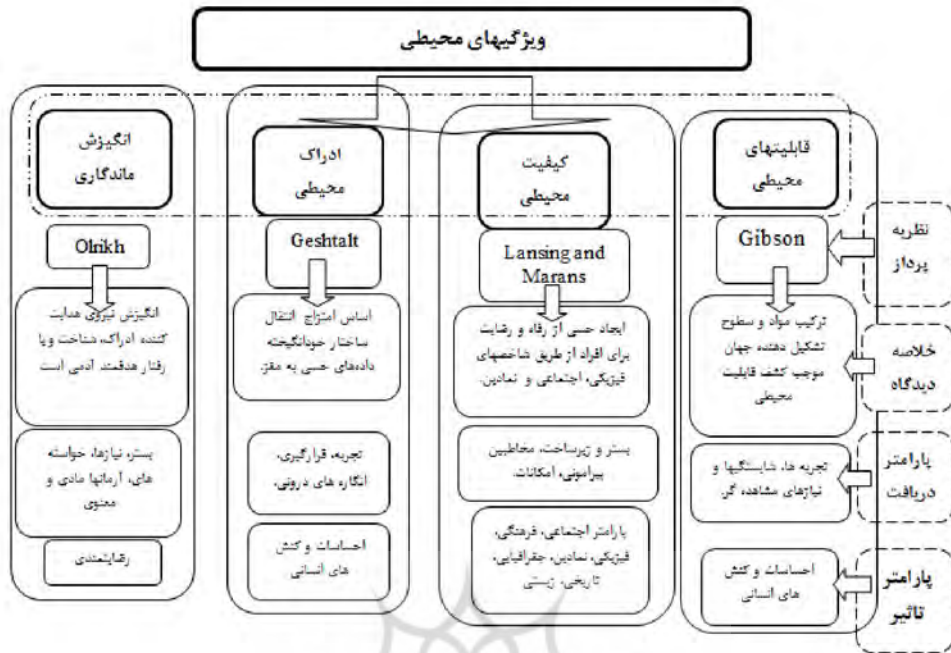 ویژگیهای محیطی
قابلیتهای
محیطی
کیفیت
محیطی
ادراک
محیطی
انگیزش
ماندگاری
نظریه
پرداز
Gibson
Lansing and
Marans
Geshtalt
Olrikh
خلاصه
دیدگاه
ترکیب مواد و سطوح
تشکیل دهنده جهان
موجب کشف قابلیت
محیطی
ایجاد حسی از رفاه و رضایت
برای افراد از طریق شاخصهای
فیزیکی، اجتماعی و نمادین.
اساس امتزاج انتقال
ساختار خودانگیخته
داده‌های حسی به مغز.
انگیزش نیروی هدایت
کننده ادراک، شناخت و یا
رفتار هدفمند آدمی است
پارامتر
دریافت
تجربه ها، شایستگیها و
نیازهای مشاهده گر.
بستر و زیرساخت، مخاطبین
پیرامونی، امکانات.
تجربه، قرارگیری،
انگاره های درونی.
بستر، نیازها، خواسته
های، آرمانها مادی و
معنوی
پارامتر
تاثیر
احساسات و کنش
های انسانی
پارامتر اجتماعی، فرهنگی،
فیزیکی، نمادین، جغرافیایی،
تاریخی، زیستی
احساسات و کنش
های انسانی
رضایتمندی